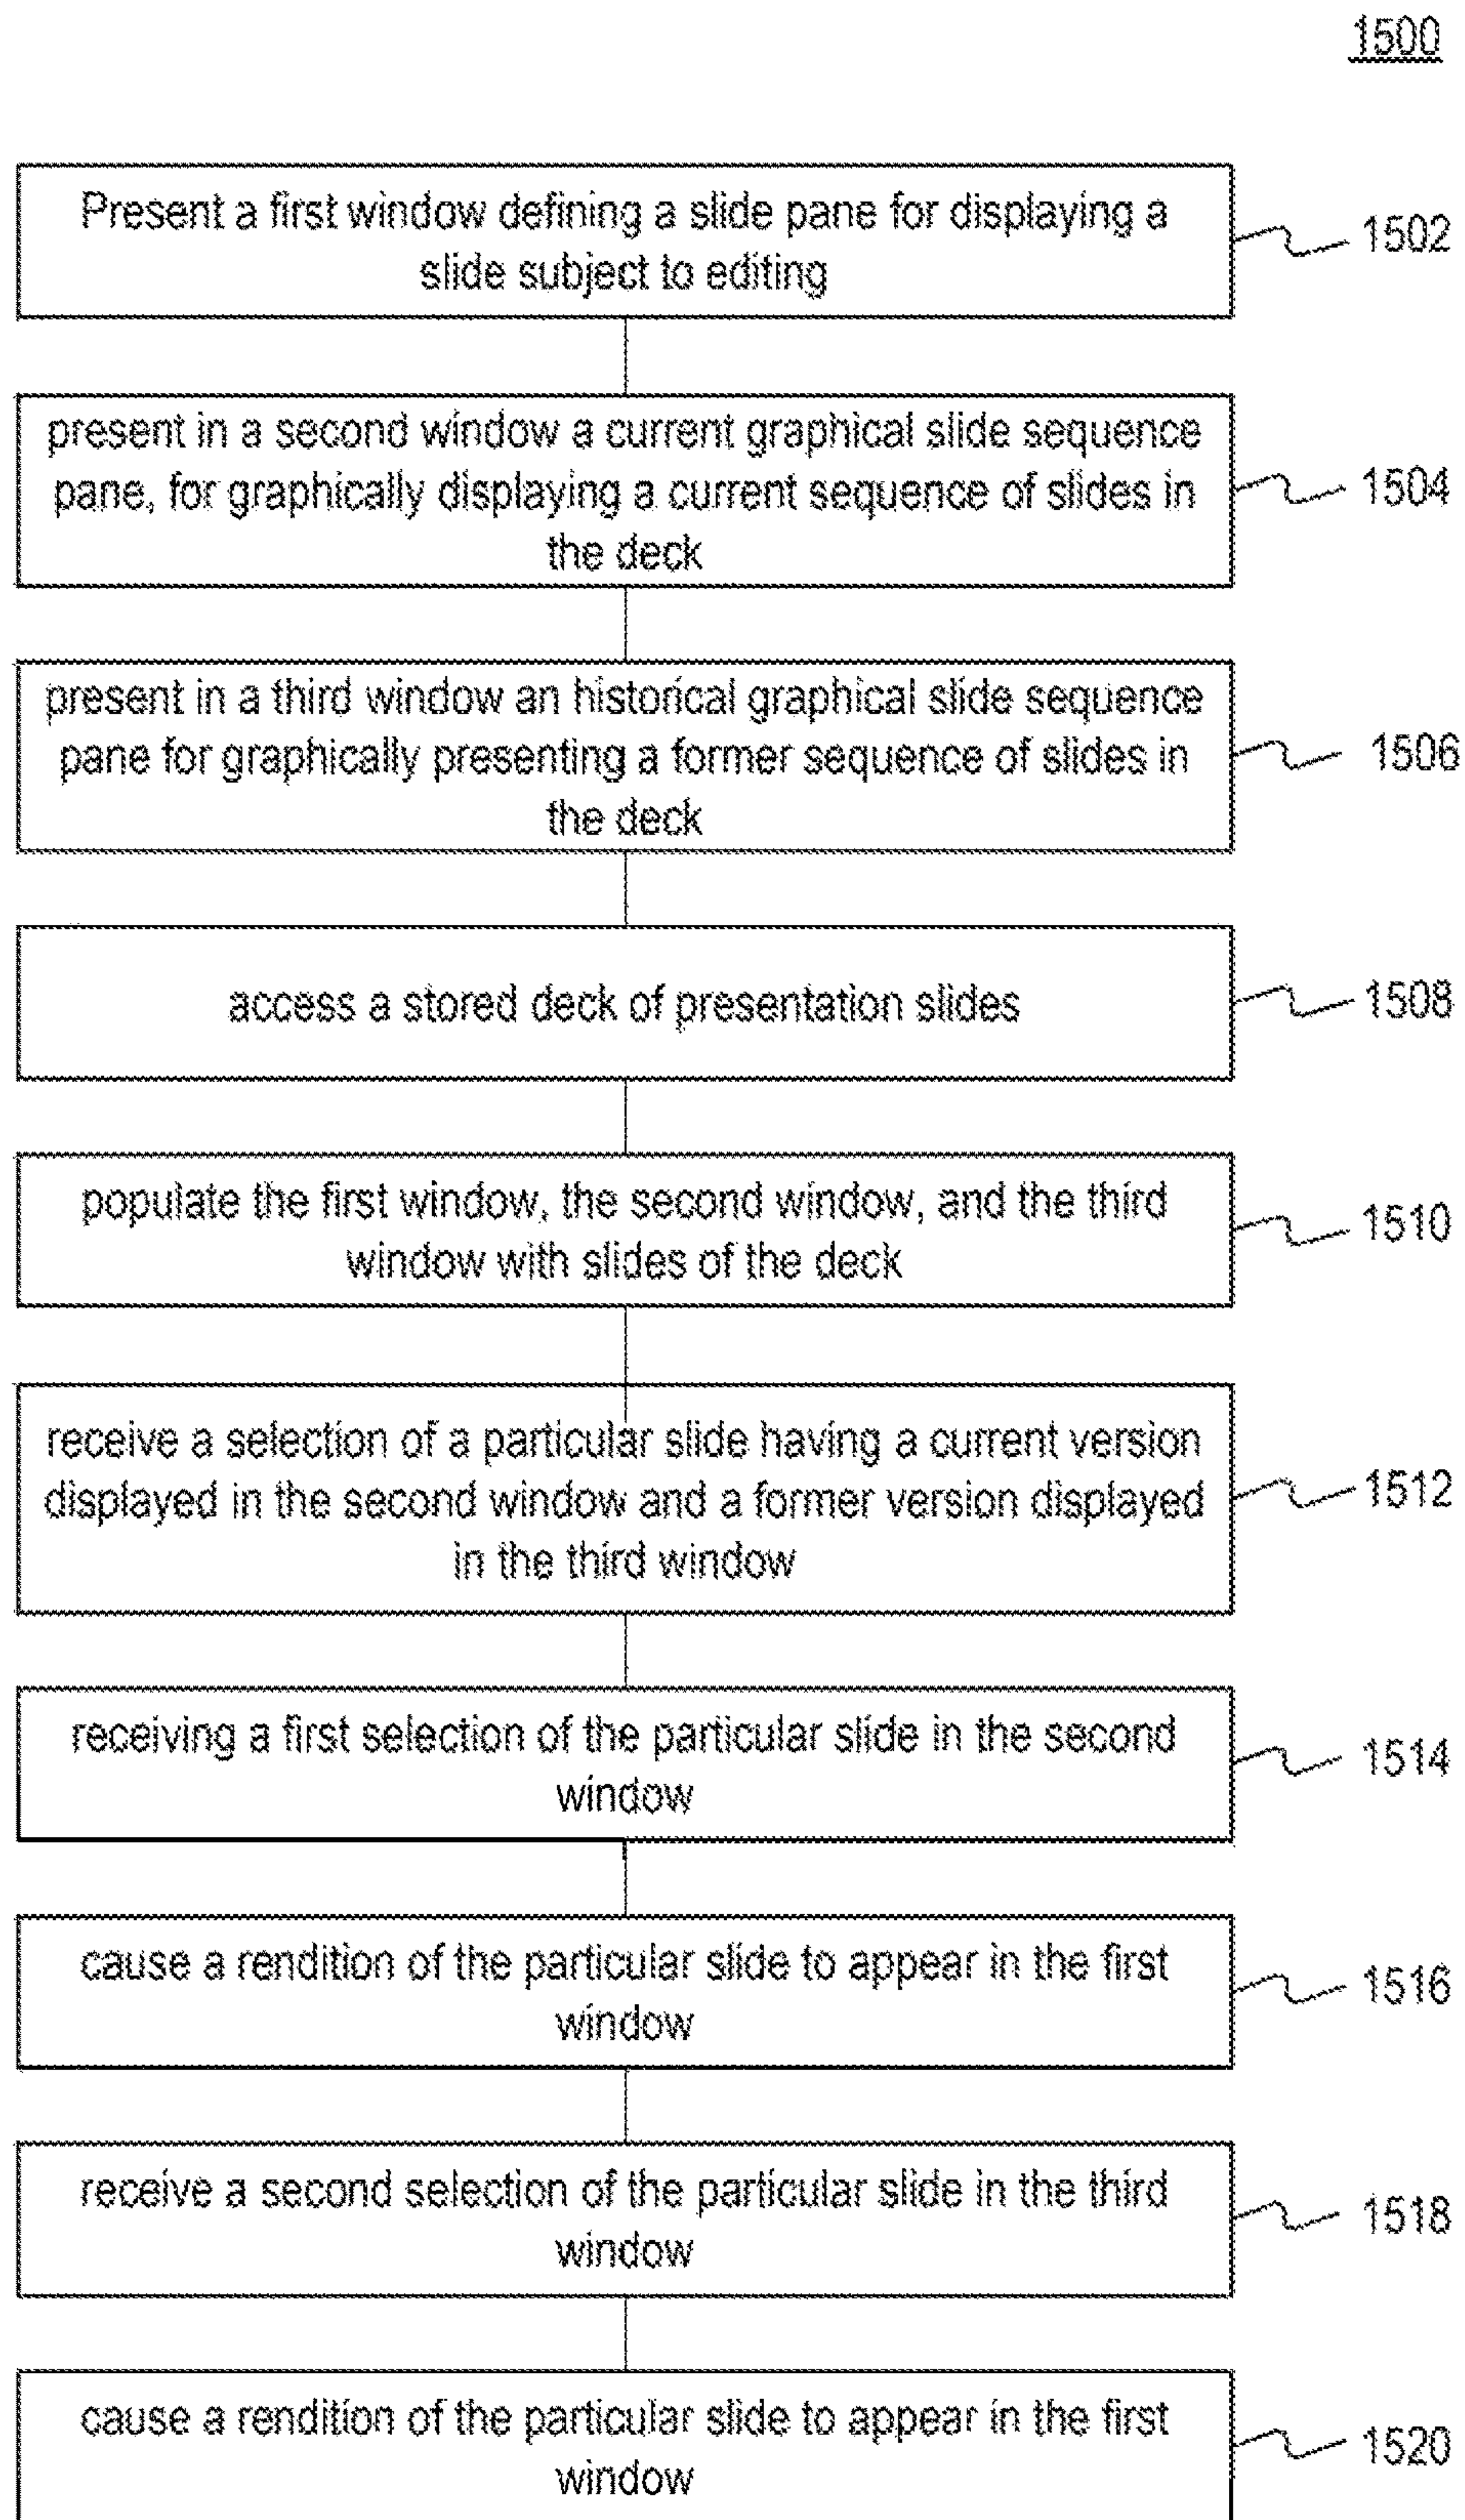 1500
Present a first window defining a slide pane for displaying a
slide subject to editing
1502
present in a second window a current graphical slide sequence
pane, for graphically displaying a current sequence of slides in
the deck
1504
present in a third window an historical graphical slide sequence
pane for graphically presenting a former sequence of slides in
the deck
1506
access a stored deck of presentation slides
1508
populate the first window, the second window, and the third
window with slides of the deck
1510
receive a selection of a particular slide having a current version
displayed in the second window and a former version displayed
in the third window
1512
receiving a first selection of the particular slide in the second
window
1514
cause a rendition of the particular slide to appear in the first
window
1516
receive a second selection of the particular slide in the third
window
1518
cause a rendition of the particular slide to appear in the first
window
1520